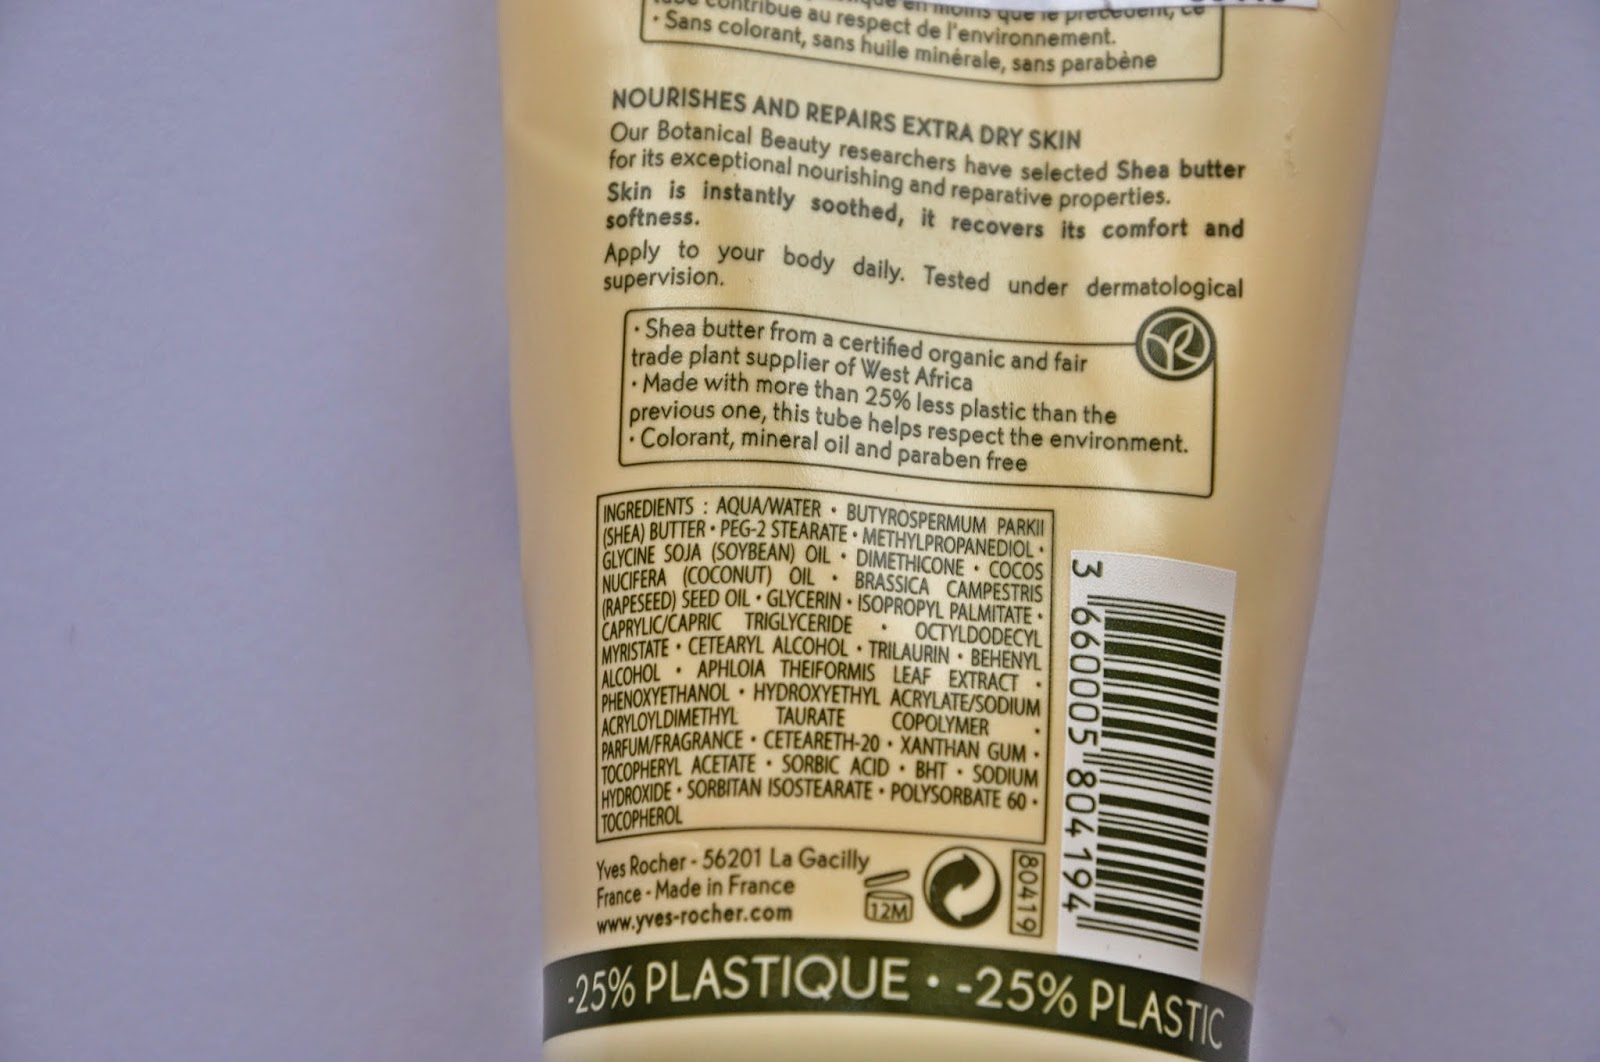 en moins que le précédent, ce
tube contribue au respect de l'environnement.
• Sans colorant, sans huile minérale, sans parabène
NOURISHES AND REPAIRS EXTRA DRY SKIN
Our Botanical Beauty researchers have selected Shea butter
for its exceptional nourishing and reparative properties.
Skin is instantly soothed, it recovers its comfort and
softness.
Apply to your body daily. Tested under dermatological
supervision.
• Shea butter from a certified organic and fair
trade plant supplier of West Africa
• Made with more than 25% less plastic than the
previous one, this tube helps respect the environment.
• Colorant, mineral oil and paraben free
INGREDIENTS : AQUA/WATER • BUTYROSPERMUM PARKII
(SHEA) BUTTER • PEG-2 STEARATE • METHYLPROPANEDIOL •
GLYCINE SOJA (SOYBEAN) OIL • DIMETHICONE • COCOS
NUCIFERA (COCONUT) OIL • BRASSICA CAMPESTRIS
(RAPESEED) SEED OIL • GLYCERIN • ISOPROPYL PALMITATE •
CAPRYLIC/CAPRIC TRIGLYCERIDE • OCTYLDODECYL
MYRISTATE • CETEARYL ALCOHOL • TRILAURIN • BEHENYL
ALCOHOL • APHLOIA THEIFORMIS LEAF EXTRACT •
PHENOXYETHANOL • HYDROXYETHYL ACRYLATE/SODIUM
ACRYLOYLDIMETHYL TAURATE COPOLYMER •
PARFUM/FRAGRANCE • CETEARETH-20 • XANTHAN GUM •
TOCOPHERYL ACETATE • SORBIC ACID • BHT • SODIUM
HYDROXIDE • SORBITAN ISOSTEARATE • POLYSORBATE 60 •
TOCOPHEROL
Yves Rocher - 56201 La Gacilly
France - Made in France
www.yves-rocher.com
12M
80419
3 660005 804194
-25% PLASTIQUE • -25% PLASTIC